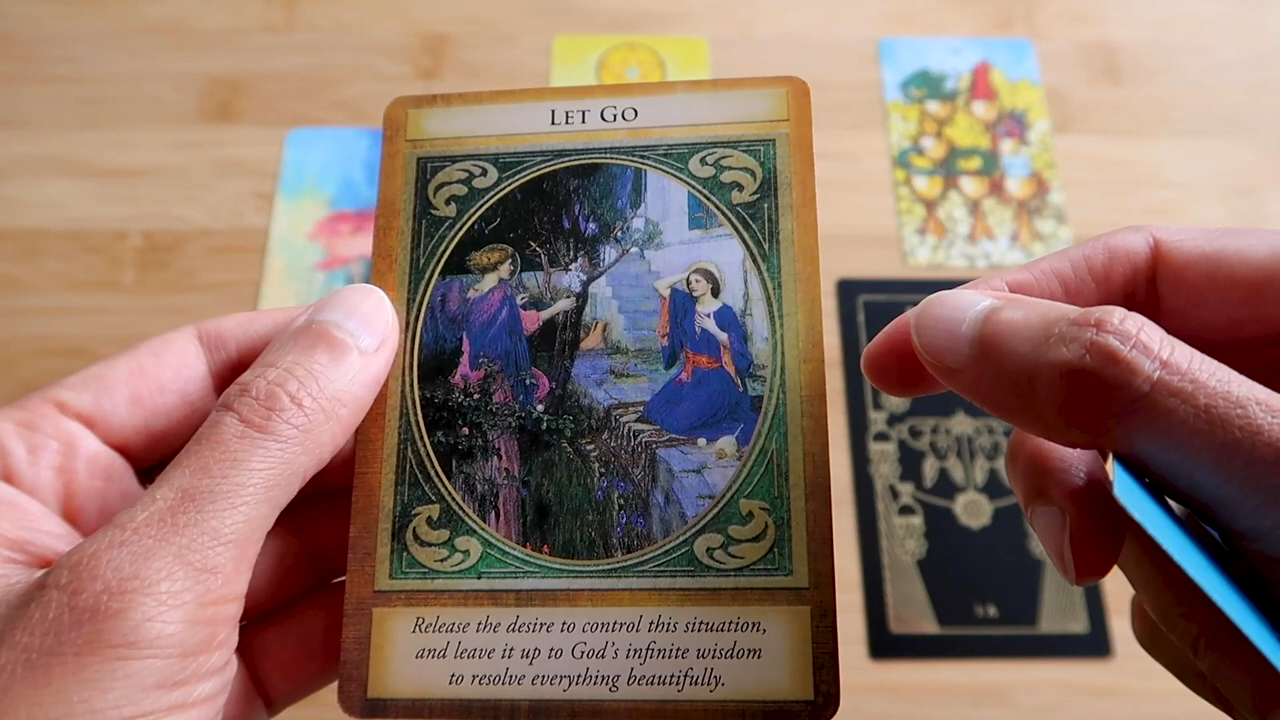 LET GO
Release the desire to control this situation,
and leave it up to God's infinite wisdom
to resolve everything beautifully.